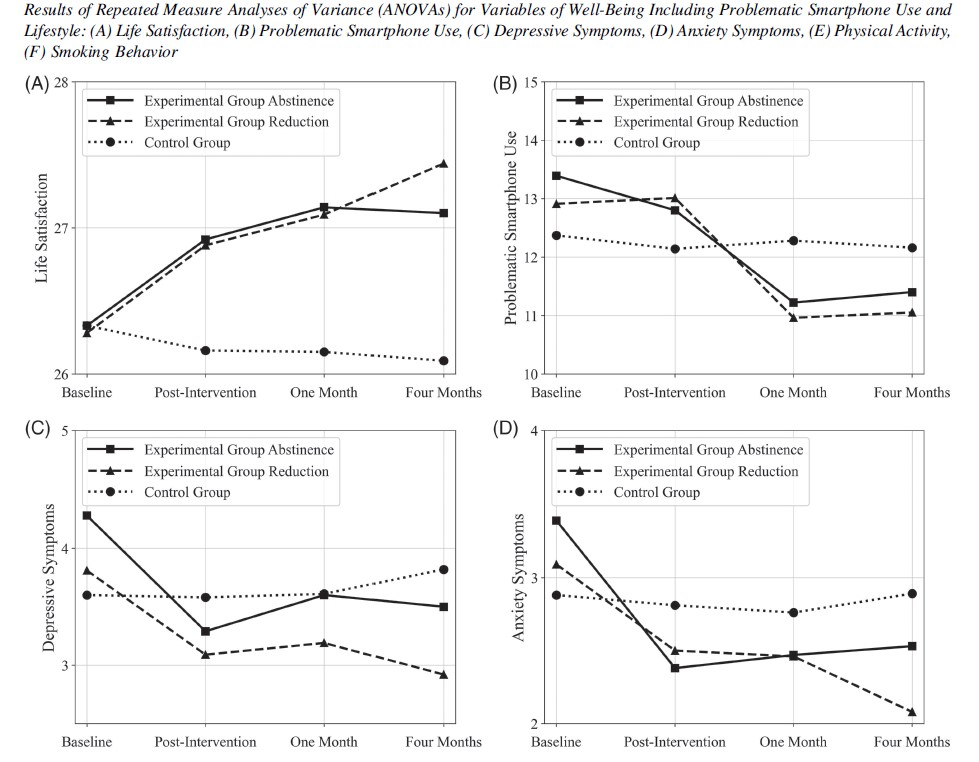 Results of Repeated Measure Analyses of Variance (ANOVAs) for Variables of Well-Being Including Problematic Smartphone Use and
Lifestyle: (A) Life Satisfaction, (B) Problematic Smartphone Use, (C) Depressive Symptoms, (D) Anxiety Symptoms, (E) Physical Activity,
(F) Smoking Behavior
(A)
28
27
26
Life Satisfaction
Experimental Group Abstinence
Experimental Group Reduction
Control Group
Baseline
Post-Intervention
One Month
Four Months
(B)
15
14
13
12
11
10
Problematic Smartphone Use
Experimental Group Abstinence
Experimental Group Reduction
Control Group
Baseline
Post-Intervention
One Month
Four Months
(C)
5
4
3
Depressive Symptoms
Experimental Group Abstinence
Experimental Group Reduction
Control Group
Baseline
Post-Intervention
One Month
Four Months
(D)
4
3
2
Anxiety Symptoms
Experimental Group Abstinence
Experimental Group Reduction
Control Group
Baseline
Post-Intervention
One Month
Four Months